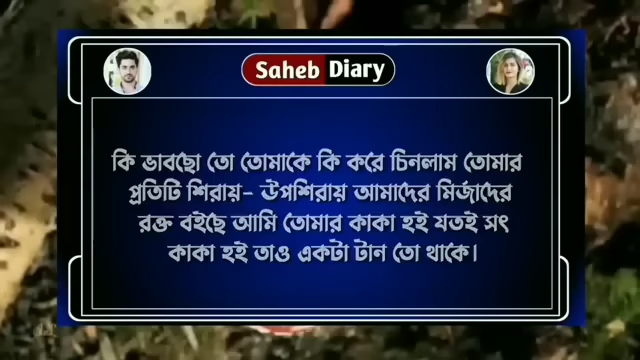 Saheb Diary
কি ভাবছো তো তোমাকে কি করে চিনলাম তোমার
প্রতিটি শিরায়- উপশিরায় আমাদের মির্জাদের
রক্ত বইছে আমি তোমার কাকা হই যতই সৎ
কাকা হই তাও একটা টান তো থাকে।